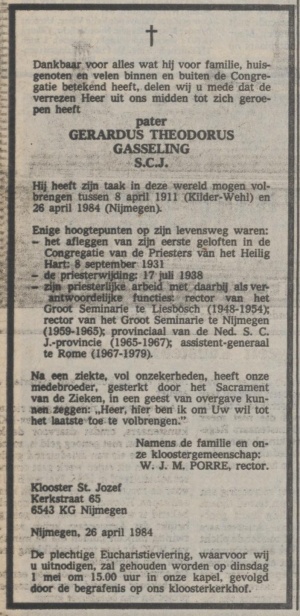 Dankbaar voor alles wat hij voor familie, huis-
genoten en velen binnen en buiten de Congre-
gatie betekend heeft, delen wij u mede dat de
verrezen Heer uit ons midden tot zich geroe-
pen heeft
pater
GERARDUS THEODORUS
GASSELING
S.C.J.
Hij heeft zijn taak in deze wereld mogen vol-
brengen tussen 8 april 1911 (Kilder-Wehl) en
26 april 1984 (Nijmegen).
Enige hoogtepunten op zijn levensweg waren:
– het afleggen van zijn eerste geloften in de
Congregatie van de Priesters van het Heilig
Hart: 8 september 1931
– de priesterwijding: 17 juli 1938
– zijn priesterlijke arbeid met daarbij als ver-
antwoordelijke functies: rector van het
Groot Seminarie te Liesbosch (1948-1954);
rector van het Groot Seminarie te Nijmegen
(1959-1965); provinciaal van de Ned. S. C.
J.-provincie (1965-1967); assistent-generaal
te Rome (1967-1979).
Na een ziekte, vol onzekerheden, heeft onze
medebroeder, gesterkt door het Sacrament
van de Zieken, in een geest van overgave kun-
nen zeggen: „Heer, hier ben ik om Uw wil tot
het laatste toe te volbrengen.”
Namens de familie en on-
ze kloostergemeenschap:
W. J. M. PORRE, rector.
Klooster St. Jozef
Kerkstraat 65
6543 KG Nijmegen
Nijmegen, 26 april 1984
De plechtige Eucharistieviering, waarvoor wij
u uitnodigen, zal gehouden worden op dinsdag
1 mei om 15.00 uur in onze kapel, gevolgd
door de begrafenis op ons kloosterkerkhof.